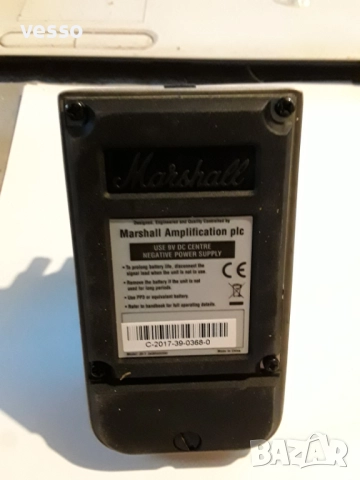 vesso
Marshall
Designed, Engineered and Quality Controlled by
Marshall Amplification plc
USE 9V DC CENTRE
NEGATIVE POWER SUPPLY
• To prolong battery life, disconnect the
signal lead when the unit is not in use.
• Remove the battery if the unit is not used
for long periods.
• Use PP3 or equivalent battery.
• Refer to handbook for full operating details.
CE
C-2017-39-0368-0
Made in China
BAZAR